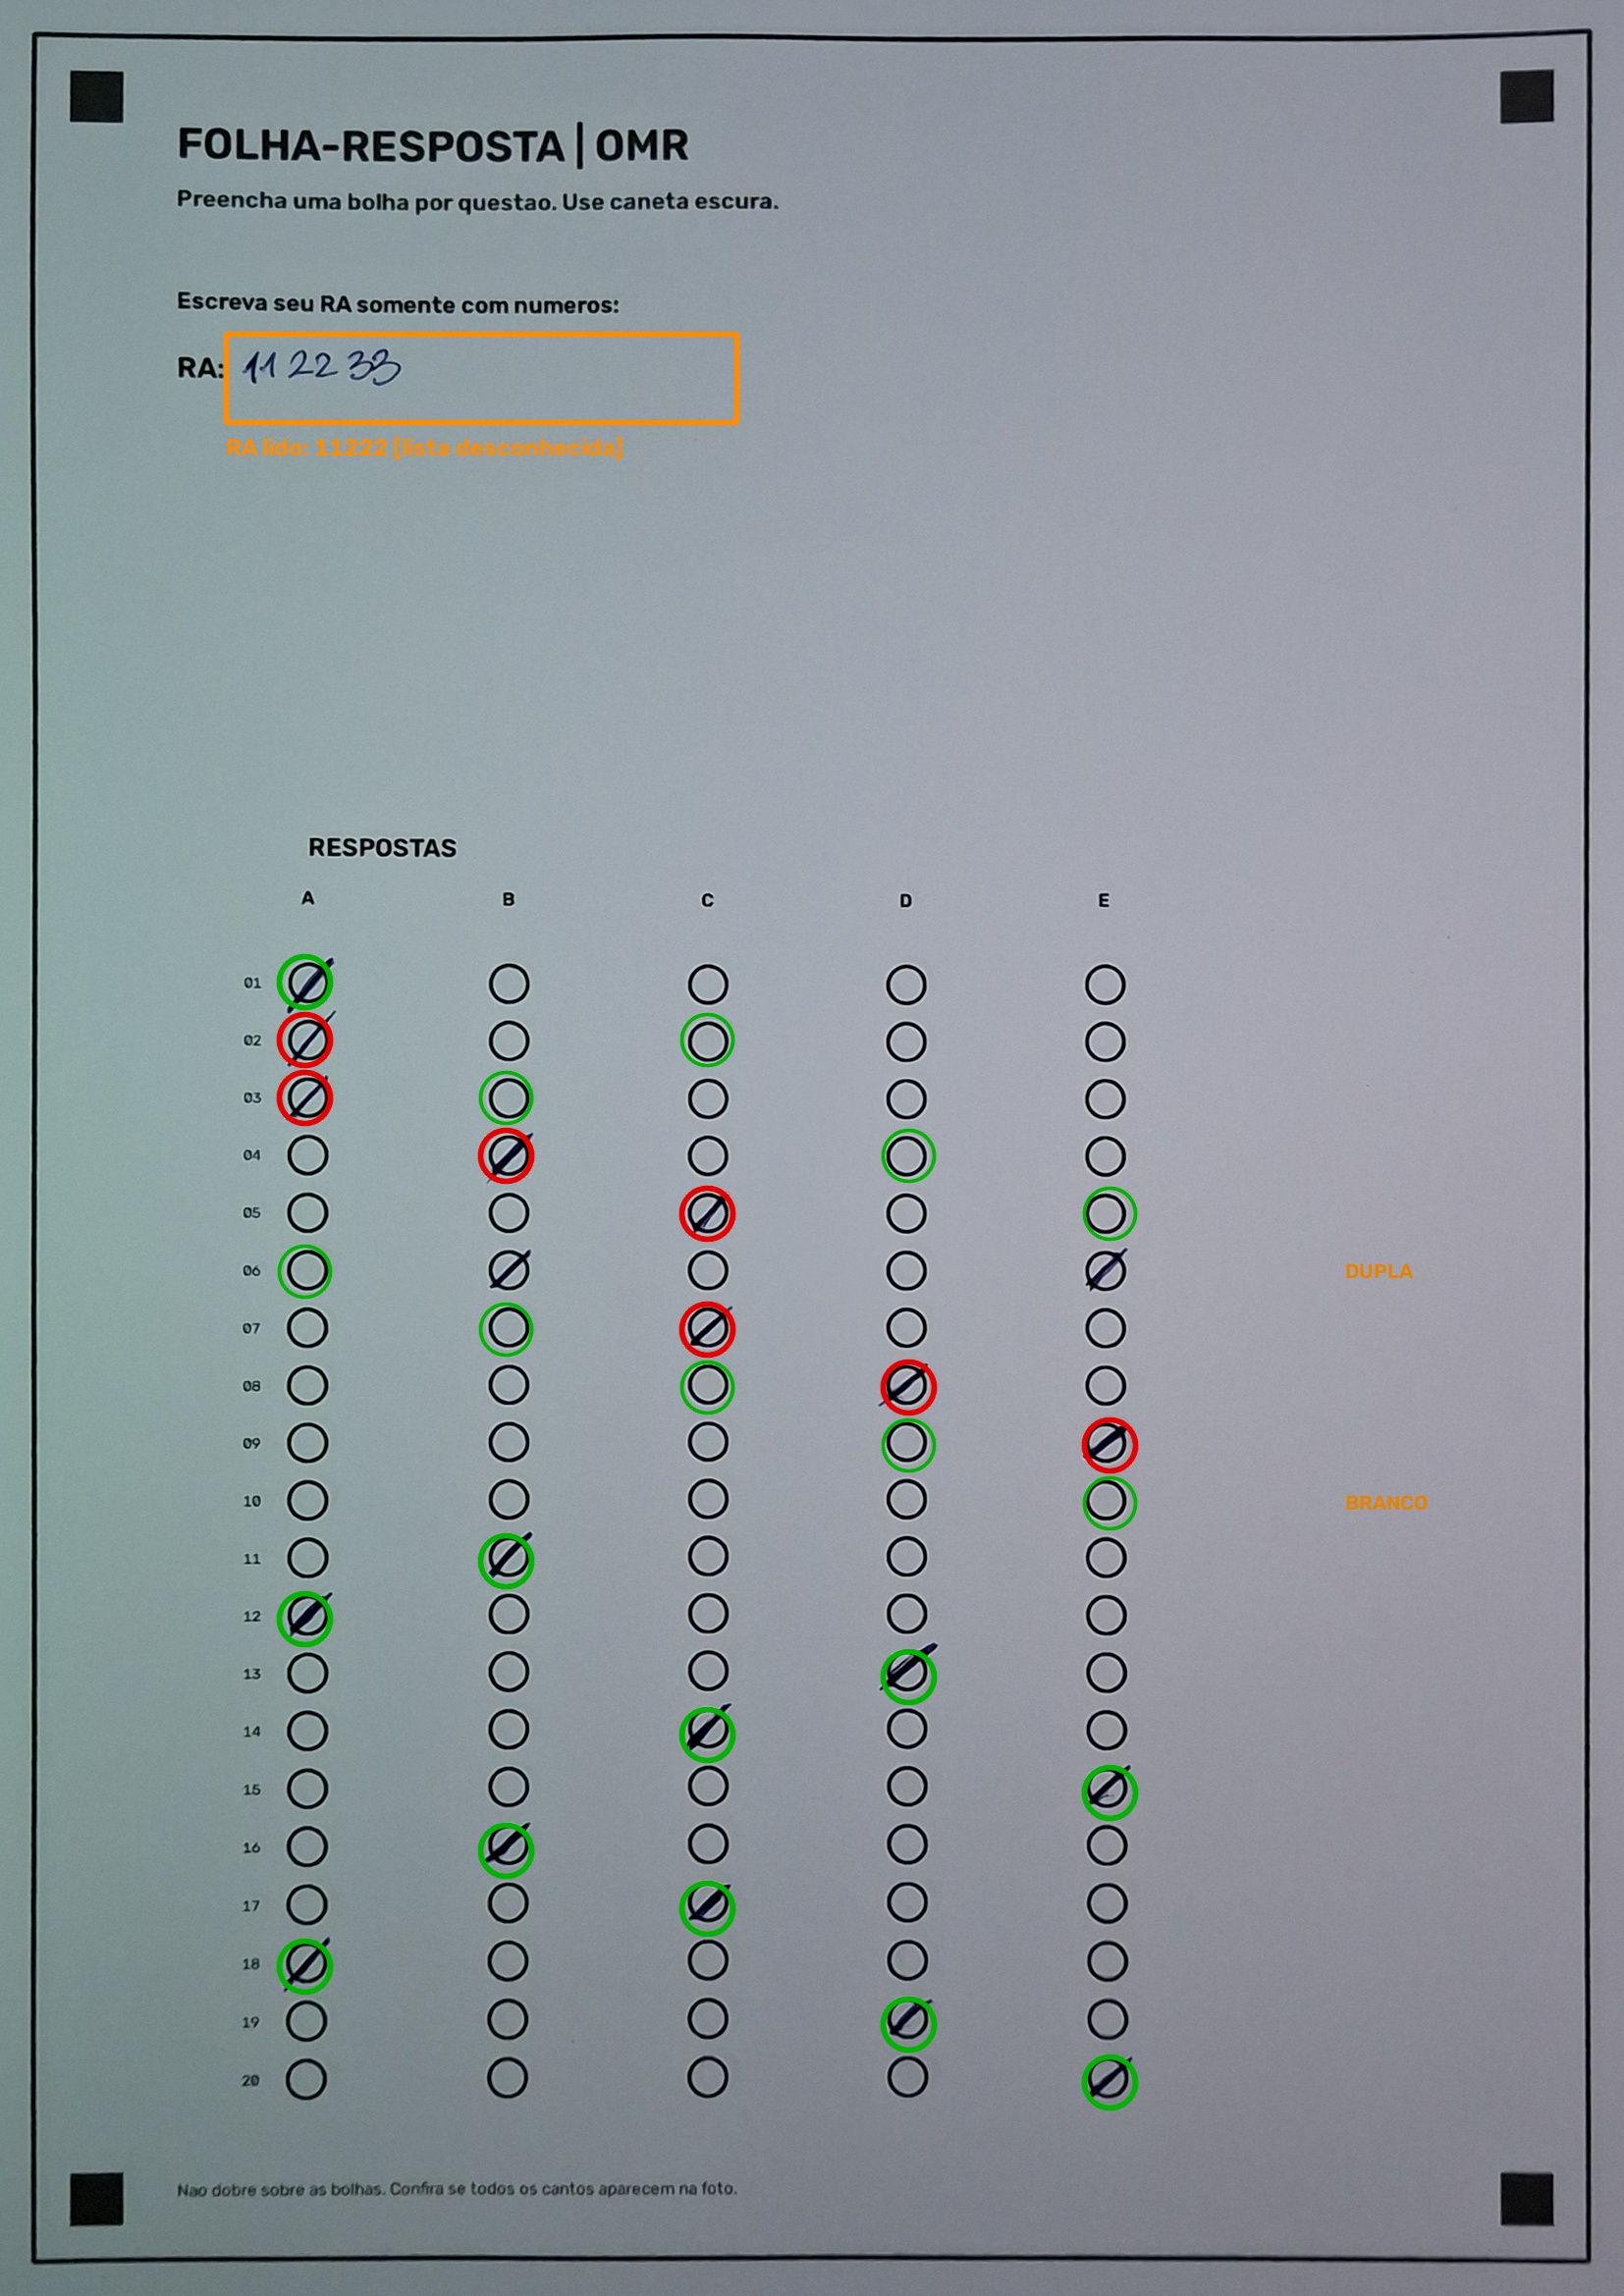 FOLHA-RESPOSTA | OMR
Preencha uma bolha por questao. Use caneta escura.
Escreva seu RA somente com numeros:
RA: 11 22 33
RA lido: 11222 [lista desconhecida]
RESPOSTAS
A B C D E
01
02
03
04
05
06 DUPLA
07
08
09
10 BRANCO
11
12
13
14
15
16
17
18
19
20
Nao dobre sobre as bolhas. Confira se todos os cantos aparecem na foto.